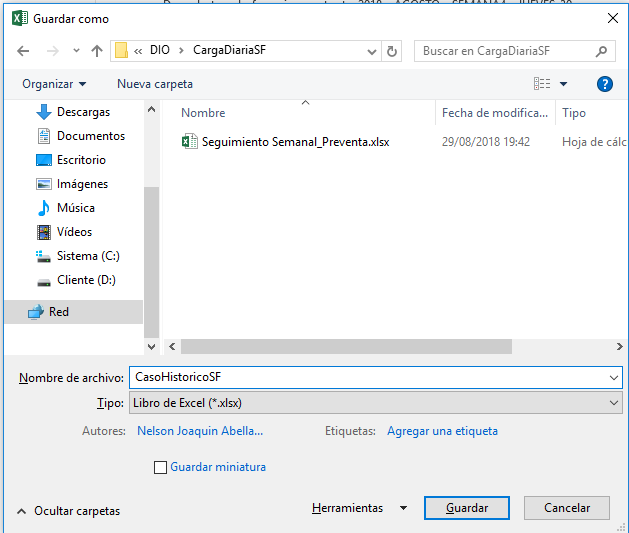 Guardar como
« DIO > CargaDiariaSF
Buscar en CargaDiariaSF
Organizar
Nueva carpeta
?
Nombre
Fecha de modifica...
Tipo
Descargas
Documentos
Escritorio
Imágenes
Música
Vídeos
Sistema (C:)
Cliente (D:)
Red
Seguimiento Semanal_Preventa.xlsx
29/08/2018 19:42
Hoja de cálc
Nombre de archivo: CasoHistoricoSF
Tipo: Libro de Excel (*.xlsx)
Autores: Nelson Joaquin Abella...
Etiquetas: Agregar una etiqueta
Guardar miniatura
Ocultar carpetas
Herramientas
Guardar
Cancelar